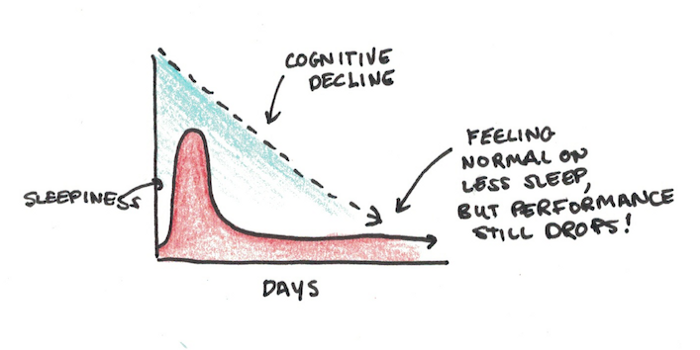 COGNITIVE
DECLINE
FEELING
NORMAL ON
LESS SLEEP,
BUT PERFORMANCE
STILL DROPS!
SLEEPINESS
DAYS